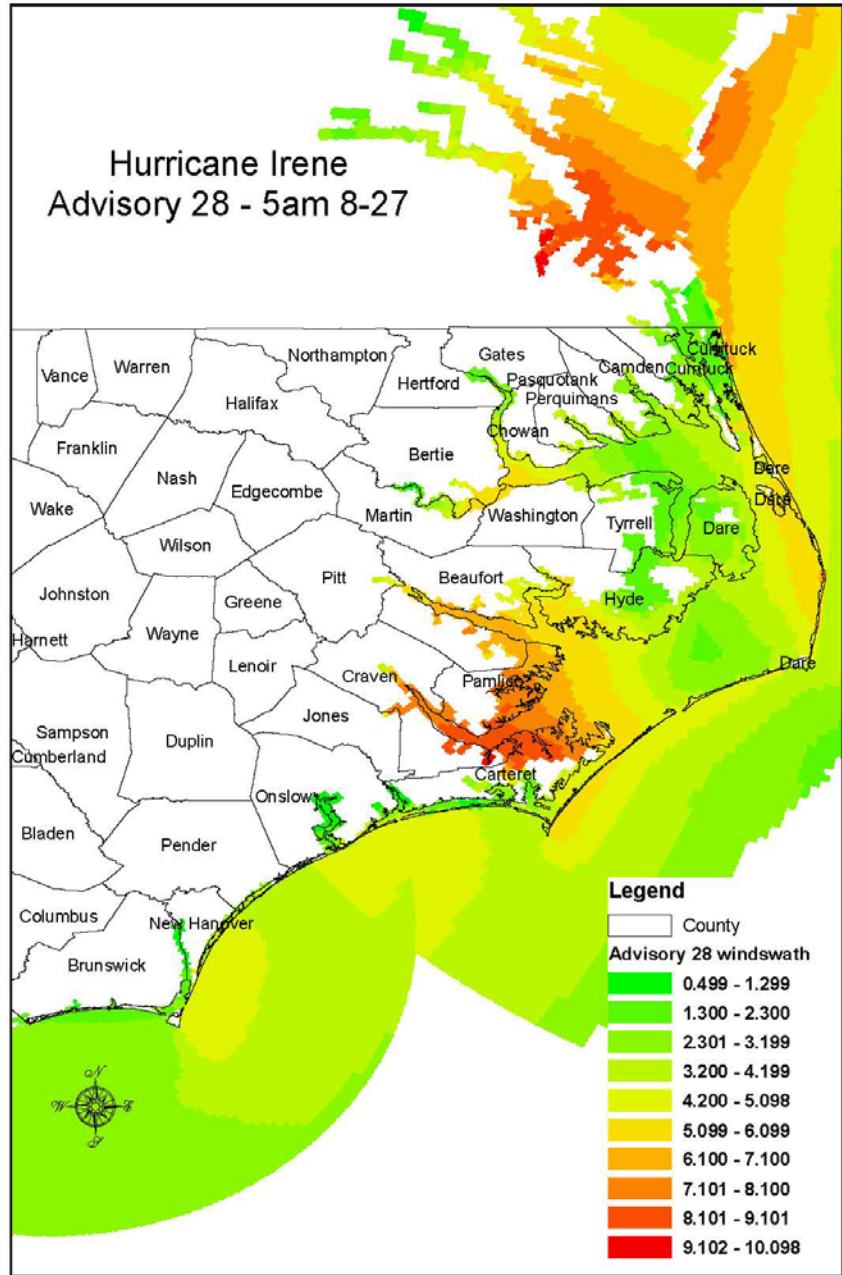 Hurricane Irene
Advisory 28 - 5am 8-27
Northampton
Gates
Currituck
Vance
Warren
Hertford
Camden
Currituck
Pasquotank
Perquimans
Halifax
Chowan
Franklin
Bertie
Nash
Dare
Edgecombe
Dare
Wake
Martin
Washington
Tyrrell
Dare
Wilson
Pitt
Beaufort
Johnston
Greene
Hyde
Wayne
Harnett
Lenoir
Craven
Pamlico
Dare
Jones
Sampson
Duplin
Cumberland
Carteret
Onslow
Bladen
Pender
Columbus
New Hanover
Brunswick
N
W E
S
Legend
County
Advisory 28 windswath
0.499 - 1.299
1.300 - 2.300
2.301 - 3.199
3.200 - 4.199
4.200 - 5.098
5.099 - 6.099
6.100 - 7.100
7.101 - 8.100
8.101 - 9.101
9.102 - 10.098